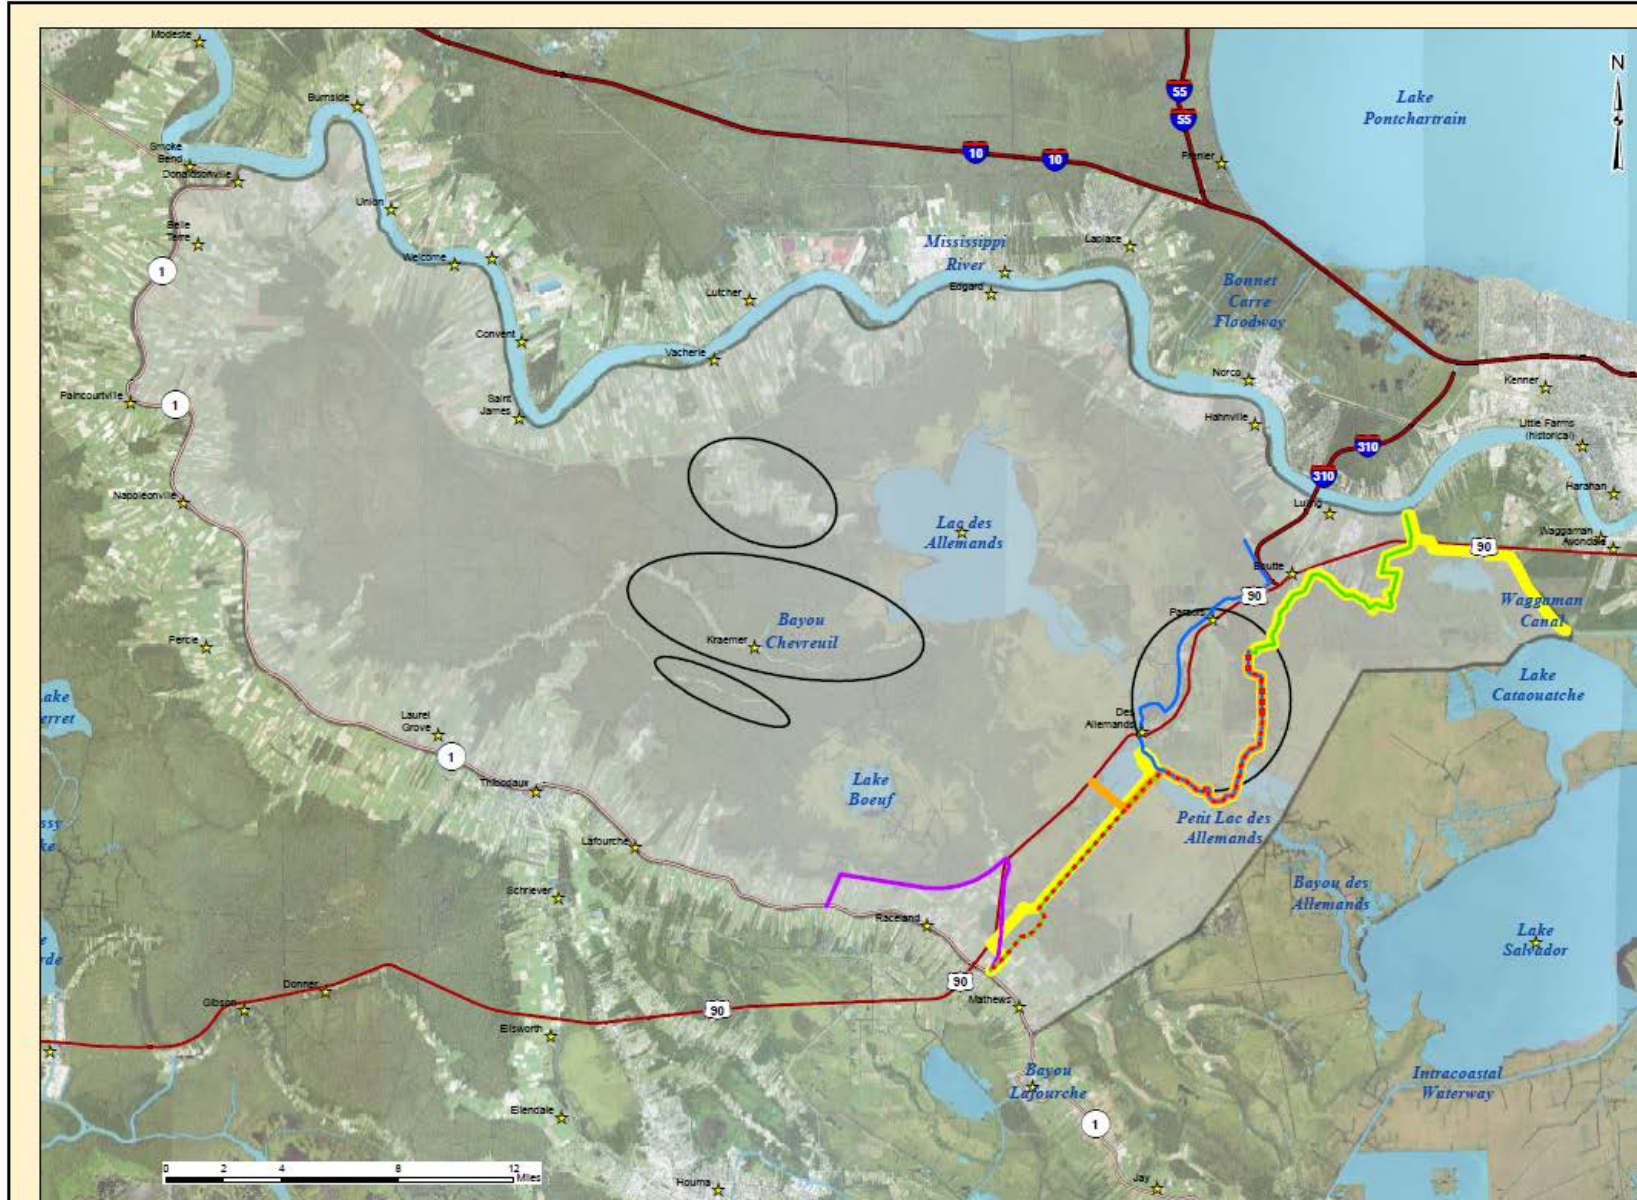 Modeste
N
Lake
Pontchartrain
55
55
Burnside
Smoke
Bend
Donaldsonville
10
10
Frenier
Union
Belle
Terre
Welcome
1
Mississippi
River
Laplace
Edgard
Lutcher
Bonnet
Carre
Floodway
Convent
Vacherie
Norco
Kenner
Paincourtville
1
Saint
James
Hahnville
Little Farms
(historical)
310
310
Harahan
Napoleonville
Luling
Lac des
Allemands
Waggaman
Avondale
90
Boutte
90
Waggaman
Canal
Paradis
Bayou
Chevreuil
Kraemer
Percle
Lake
Cataouatche
Des
Allemands
Laurel
Grove
1
Thibodaux
Lake
Boeuf
Petit Lac des
Allemands
Lafourche
Schriever
Bayou des
Allemands
Raceland
Lake
Salvador
90
90
Mathews
Donner
Gibson
Ellsworth
Bayou
Lafourche
Intracoastal
Waterway
Ellendale
1
0 2 4 8 12
Miles
Houma
Jay